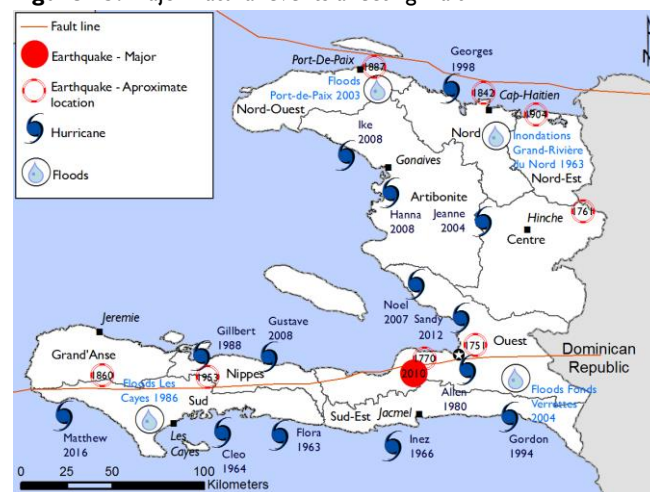 Fault line
Earthquake - Major
Earthquake - Aproximate
location
Hurricane
Floods
Georges
1998
Port-De-Paix
1887
Floods
Port-de-Paix 2003
Nord-Ouest
1842
Cap-Haitien
1904
Nord
Inondations
Grand-Rivière
du Nord 1963
Nord-Est
Ike
2008
Gonaives
Artibonite
Hanna
2008
Jeanne
2004
Hinche
Centre
Noel
2007
Sandy
2012
Ouest
Dominican
Republic
Jeremie
Gillbert
1988
Gustave
2008
Grand'Anse
1860
1953
Nippes
1770
2010
Floods Les
Cayes 1986
Sud
Allen
1980
Floods Fonds
Verrattes
2004
Sud-Est
Jacmel
Matthew
2016
Les
Cayes
Cleo
1964
Flora
1963
Inez
1966
Gordon
1994
0 25 50 100
Kilometers